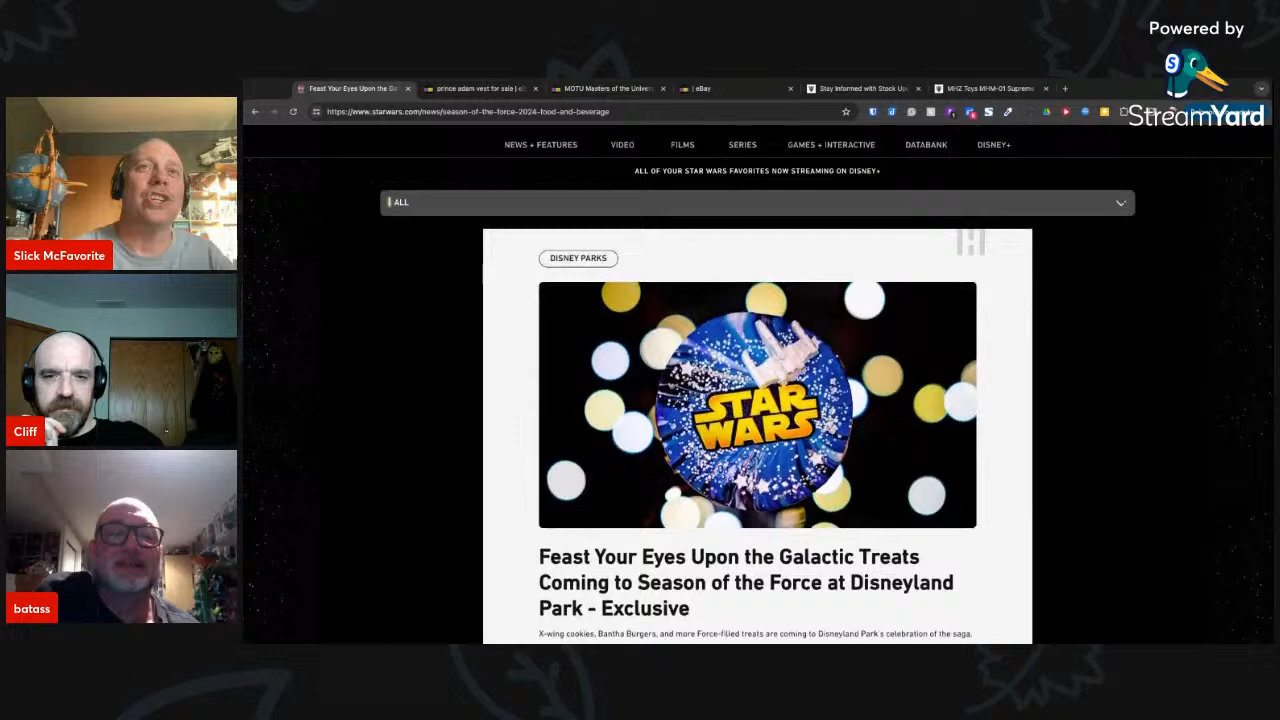 Powered by
StreamYard
Feast Your Eyes Upon the Ga
prince adam vest for sale | e
MOTU Masters of the Univer
| eBay
Stay Informed with Stock Up
MHZ Toys MHM-01 Supreme
https://www.starwars.com/news/season-of-the-force-2024-food-and-beverage
NEWS + FEATURES VIDEO FILMS SERIES GAMES + INTERACTIVE DATABANK DISNEY+
ALL OF YOUR STAR WARS FAVORITES NOW STREAMING ON DISNEY+
ALL
DISNEY PARKS
STAR
WARS
Feast Your Eyes Upon the Galactic Treats
Coming to Season of the Force at Disneyland
Park - Exclusive
X-wing cookies, Bantha Burgers, and more Force-filled treats are coming to Disneyland Park's celebration of the saga.
Slick McFavorite
Cliff
batass